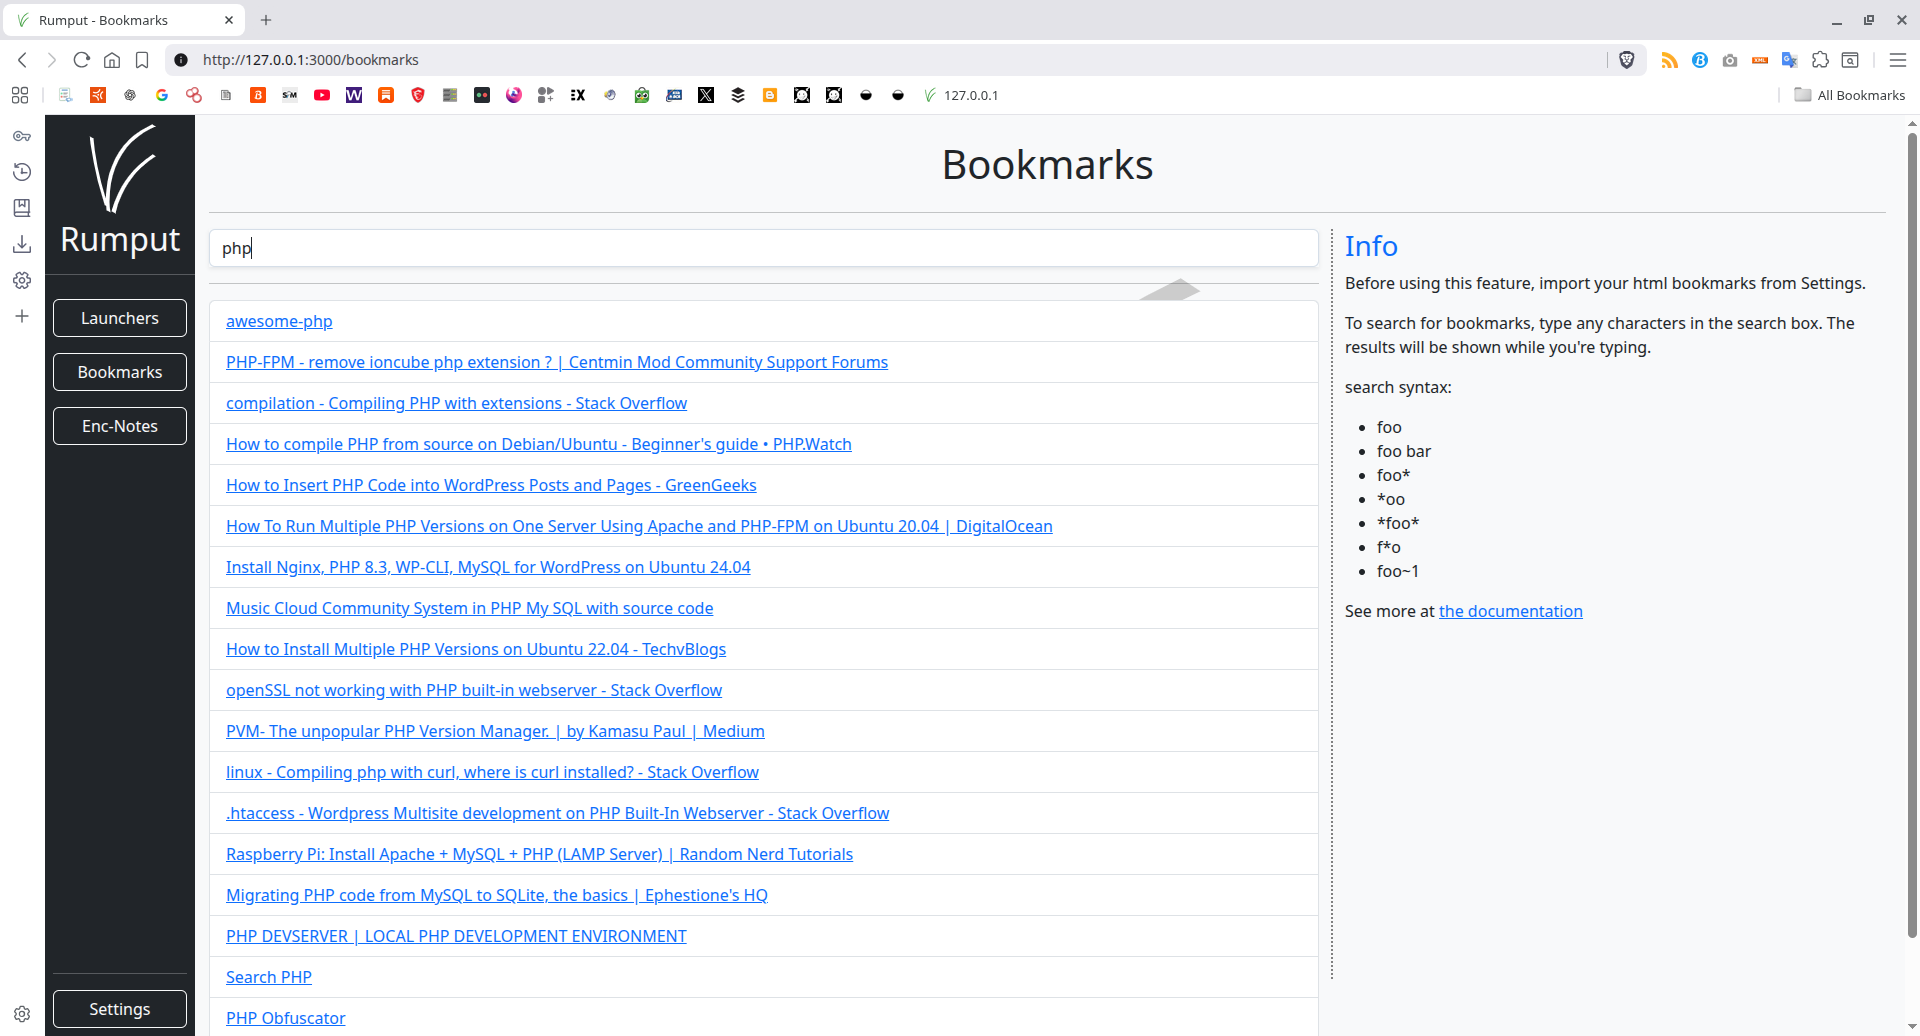 Rumput - Bookmarks
http://127.0.0.1:3000/bookmarks
127.0.0.1
All Bookmarks
Rumput
Launchers
Bookmarks
Enc-Notes
Settings
Bookmarks
php
awesome-php
PHP-FPM - remove ioncube php extension ? | Centmin Mod Community Support Forums
compilation - Compiling PHP with extensions - Stack Overflow
How to compile PHP from source on Debian/Ubuntu - Beginner's guide • PHP.Watch
How to Insert PHP Code into WordPress Posts and Pages - GreenGeeks
How To Run Multiple PHP Versions on One Server Using Apache and PHP-FPM on Ubuntu 20.04 | DigitalOcean
Install Nginx, PHP 8.3, WP-CLI, MySQL for WordPress on Ubuntu 24.04
Music Cloud Community System in PHP My SQL with source code
How to Install Multiple PHP Versions on Ubuntu 22.04 - TechvBlogs
openSSL not working with PHP built-in webserver - Stack Overflow
PVM- The unpopular PHP Version Manager. | by Kamasu Paul | Medium
linux - Compiling php with curl, where is curl installed? - Stack Overflow
.htaccess - Wordpress Multisite development on PHP Built-In Webserver - Stack Overflow
Raspberry Pi: Install Apache + MySQL + PHP (LAMP Server) | Random Nerd Tutorials
Migrating PHP code from MySQL to SQLite, the basics | Ephestione's HQ
PHP DEVSERVER | LOCAL PHP DEVELOPMENT ENVIRONMENT
Search PHP
PHP Obfuscator
Info
Before using this feature, import your html bookmarks from Settings.
To search for bookmarks, type any characters in the search box. The
results will be shown while you're typing.
search syntax:
foo
foo bar
foo*
*oo
*foo*
f*o
foo~1
See more at the documentation